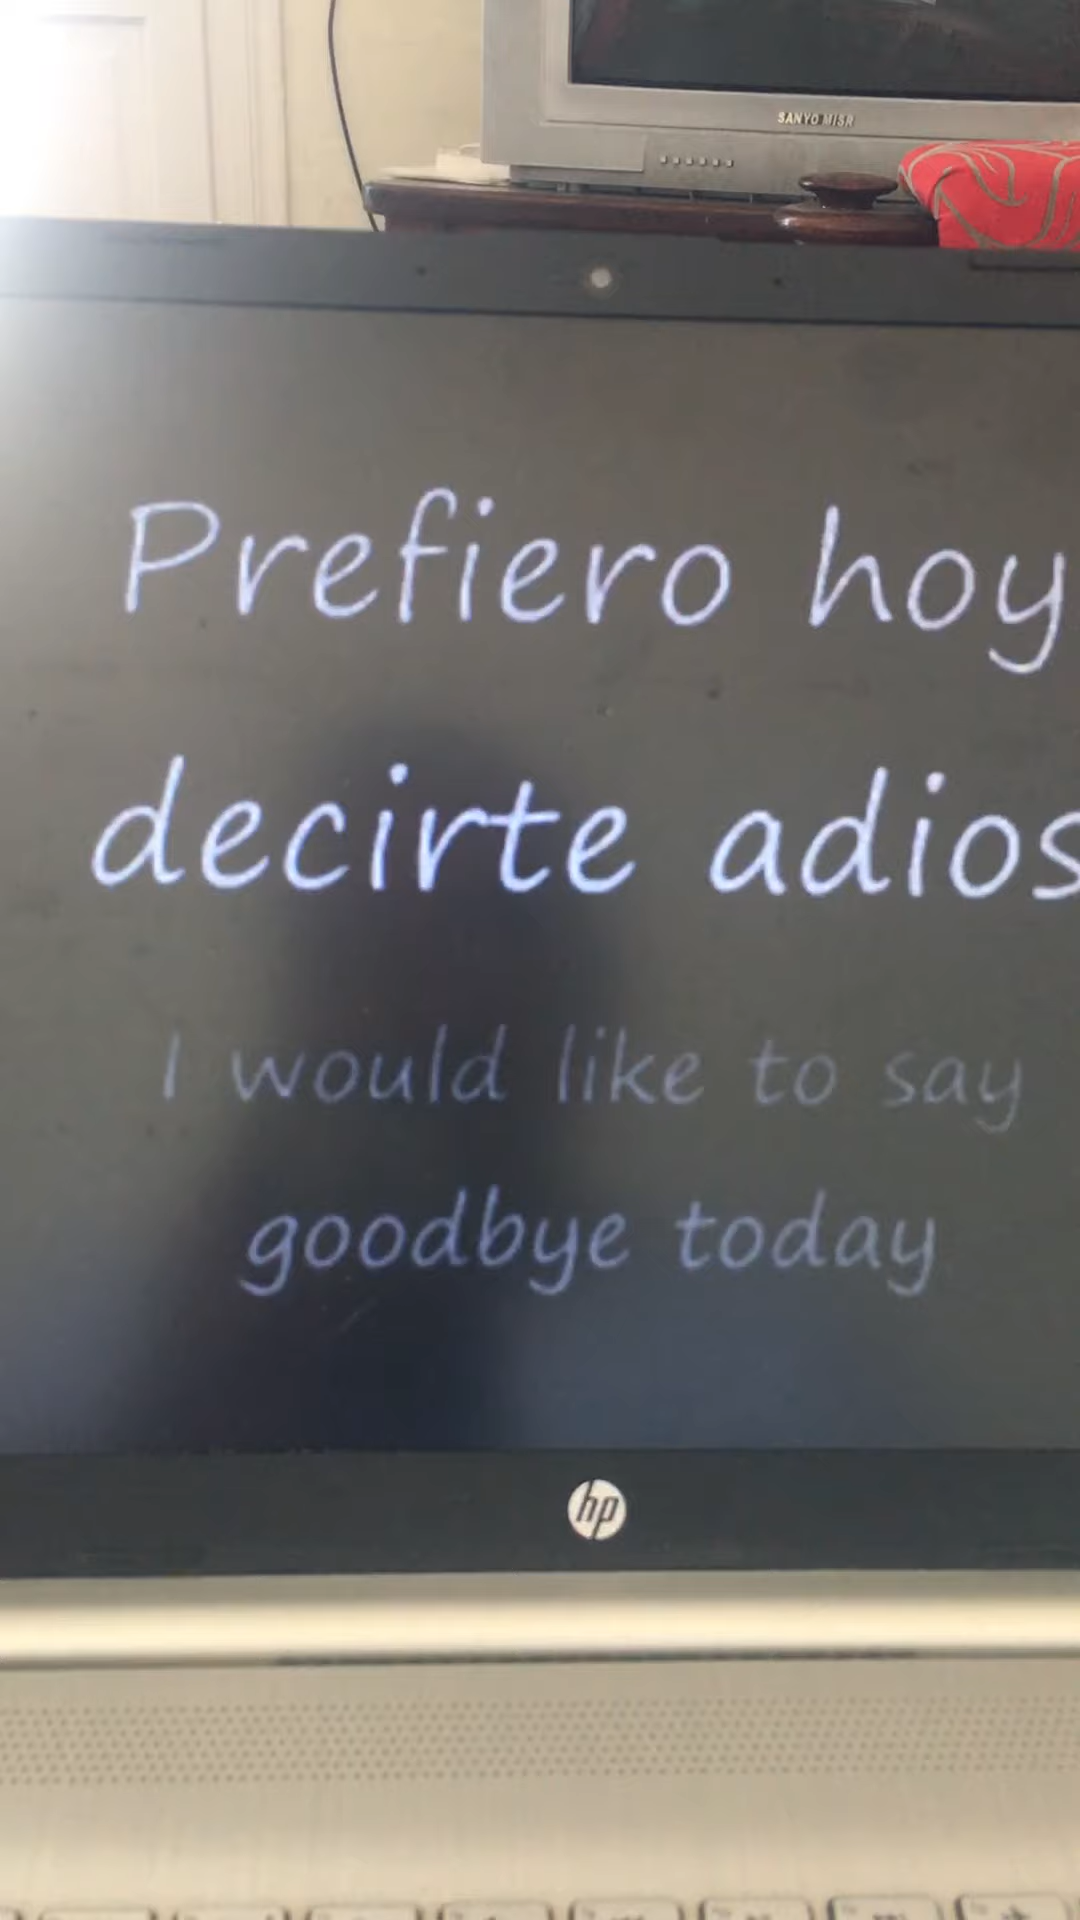 SANYO MISR
Prefiero hoy
decirte adios
I would like to say
goodbye today
hp